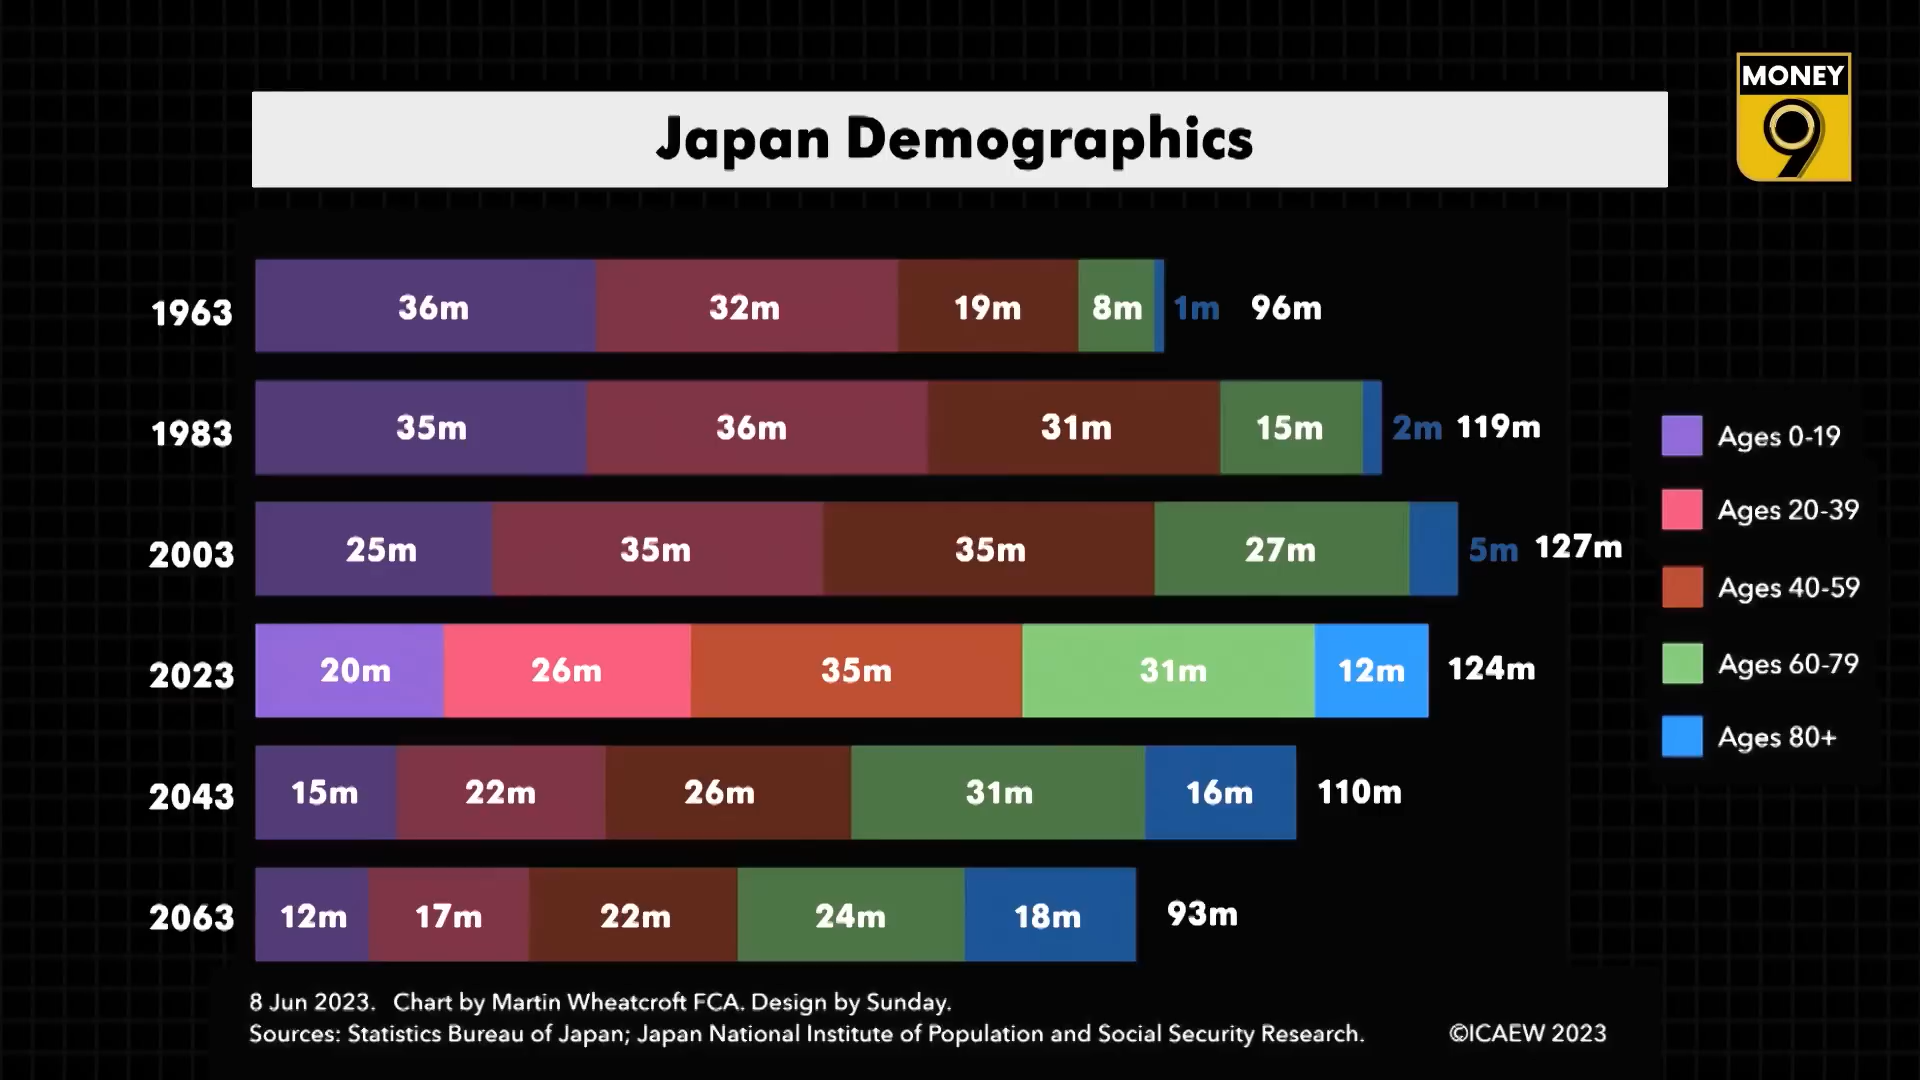 MONEY
9
Japan Demographics
1963 36m 32m 19m 8m 1m 96m
1983 35m 36m 31m 15m 2m 119m
2003 25m 35m 35m 27m 5m 127m
2023 20m 26m 35m 31m 12m 124m
2043 15m 22m 26m 31m 16m 110m
2063 12m 17m 22m 24m 18m 93m
Ages 0-19
Ages 20-39
Ages 40-59
Ages 60-79
Ages 80+
8 Jun 2023. Chart by Martin Wheatcroft FCA. Design by Sunday.
Sources: Statistics Bureau of Japan; Japan National Institute of Population and Social Security Research. ©ICAEW 2023